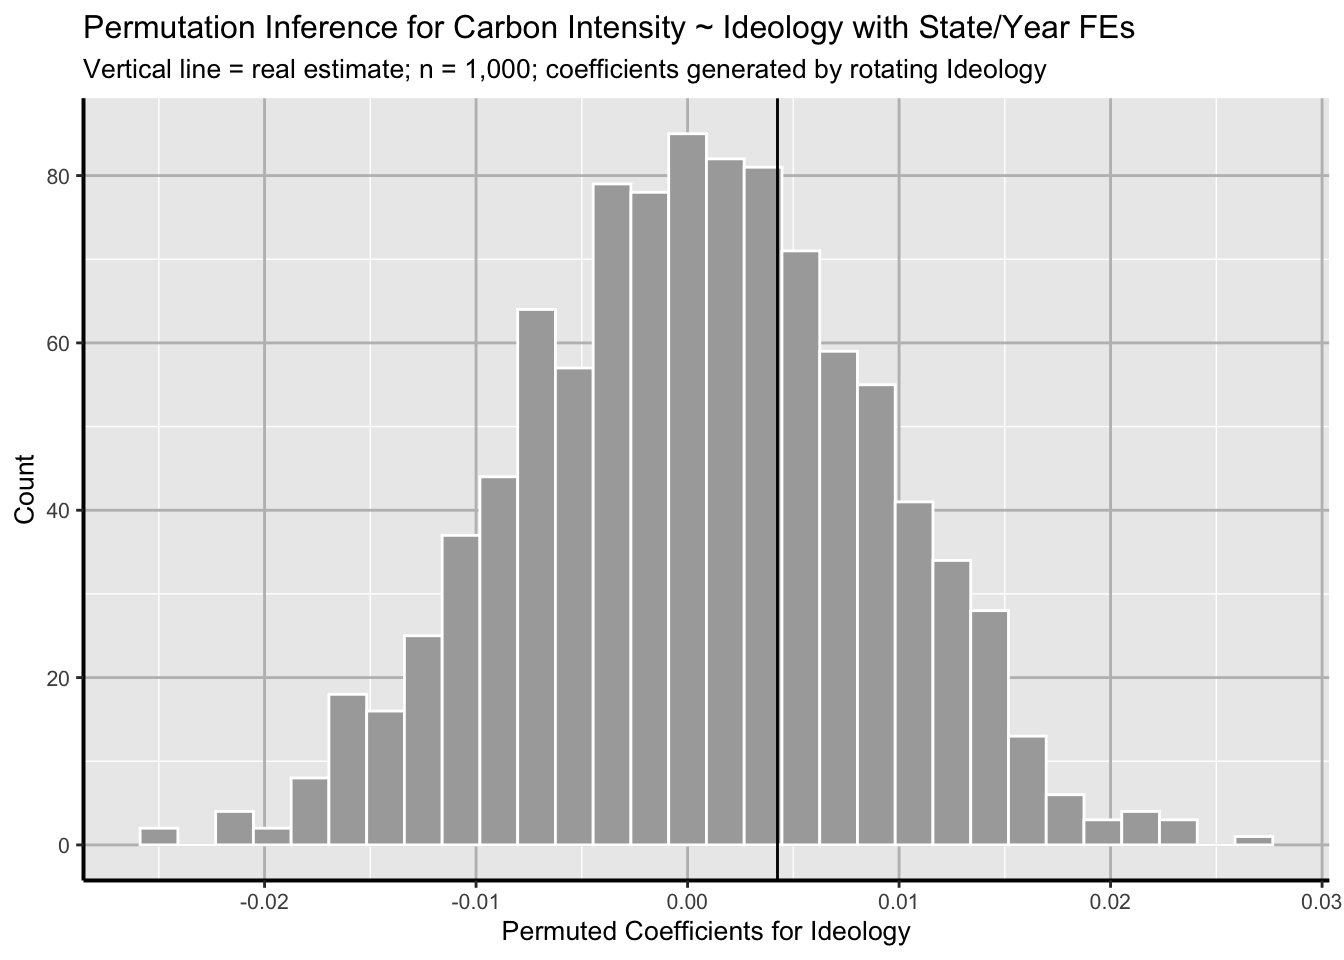 Permutation Inference for Carbon Intensity ~ Ideology with State/Year FEs
Vertical line = real estimate; n = 1,000; coefficients generated by rotating Ideology
80
60
40
20
0
Count
-0.02
-0.01
0.00
0.01
0.02
0.03
Permuted Coefficients for Ideology